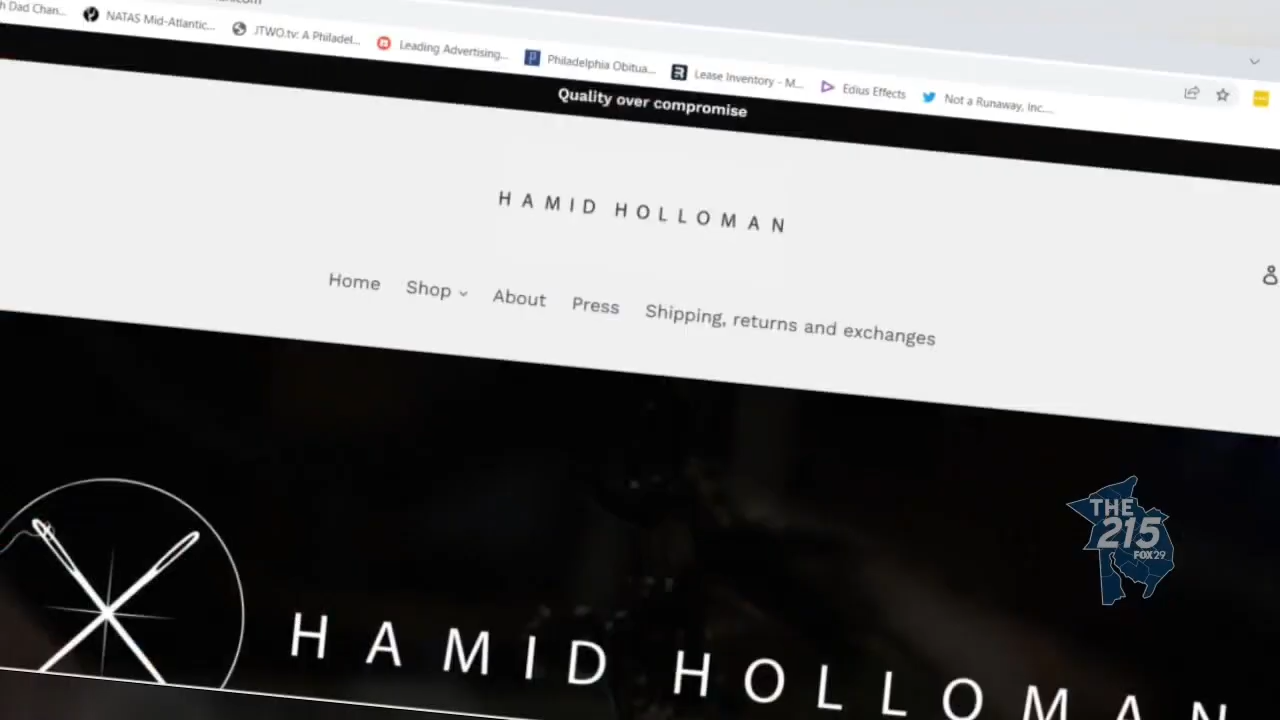 h Dad Chan...
NATAS Mid-Atlantic...
JTWO.tv: A Philadel...
Leading Advertising...
Philadelphia Obitua...
Lease Inventory - M...
Edius Effects
Not a Runaway, Inc....
Quality over compromise
HAMID HOLLOMAN
Home Shop About Press Shipping, returns and exchanges
THE
215
FOX29
HAMID HOLLOMAN